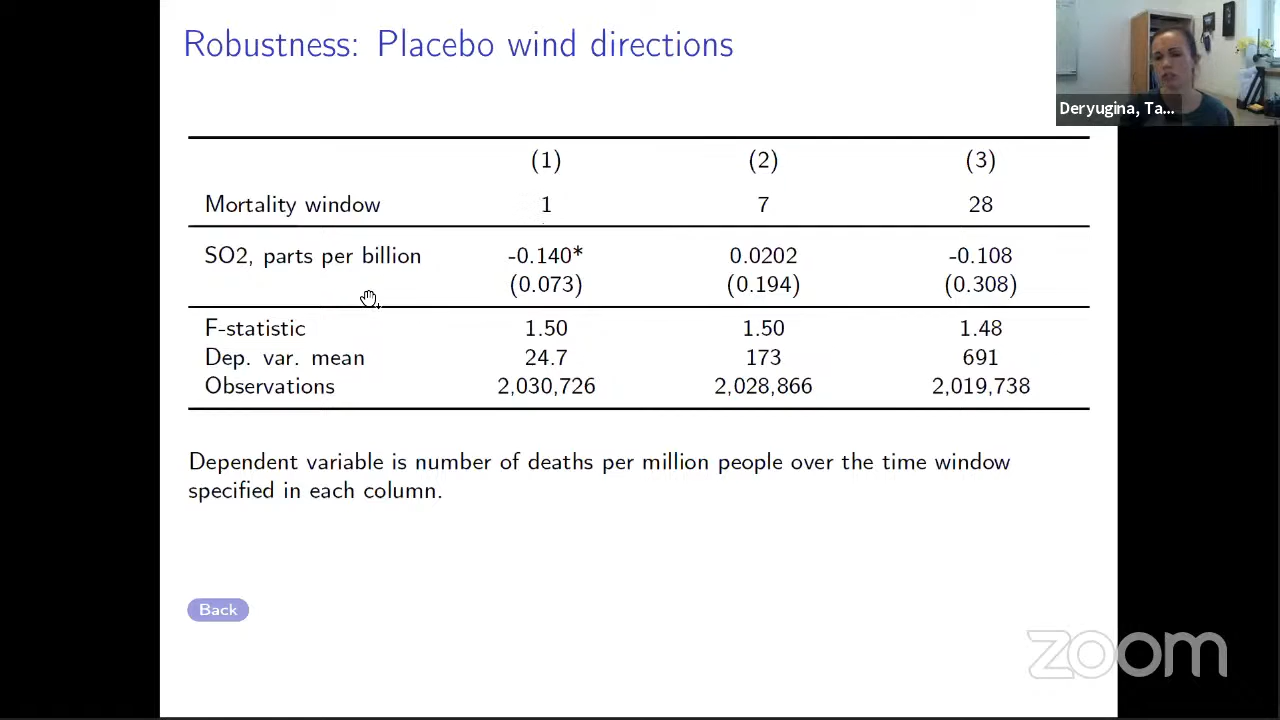 Robustness: Placebo wind directions
Deryugina, Ta...
(1) (2) (3)
Mortality window 1 7 28
SO2, parts per billion -0.140* 0.0202 -0.108
(0.073) (0.194) (0.308)
F-statistic 1.50 1.50 1.48
Dep. var. mean 24.7 173 691
Observations 2,030,726 2,028,866 2,019,738
Dependent variable is number of deaths per million people over the time window
specified in each column.
Back
zoom